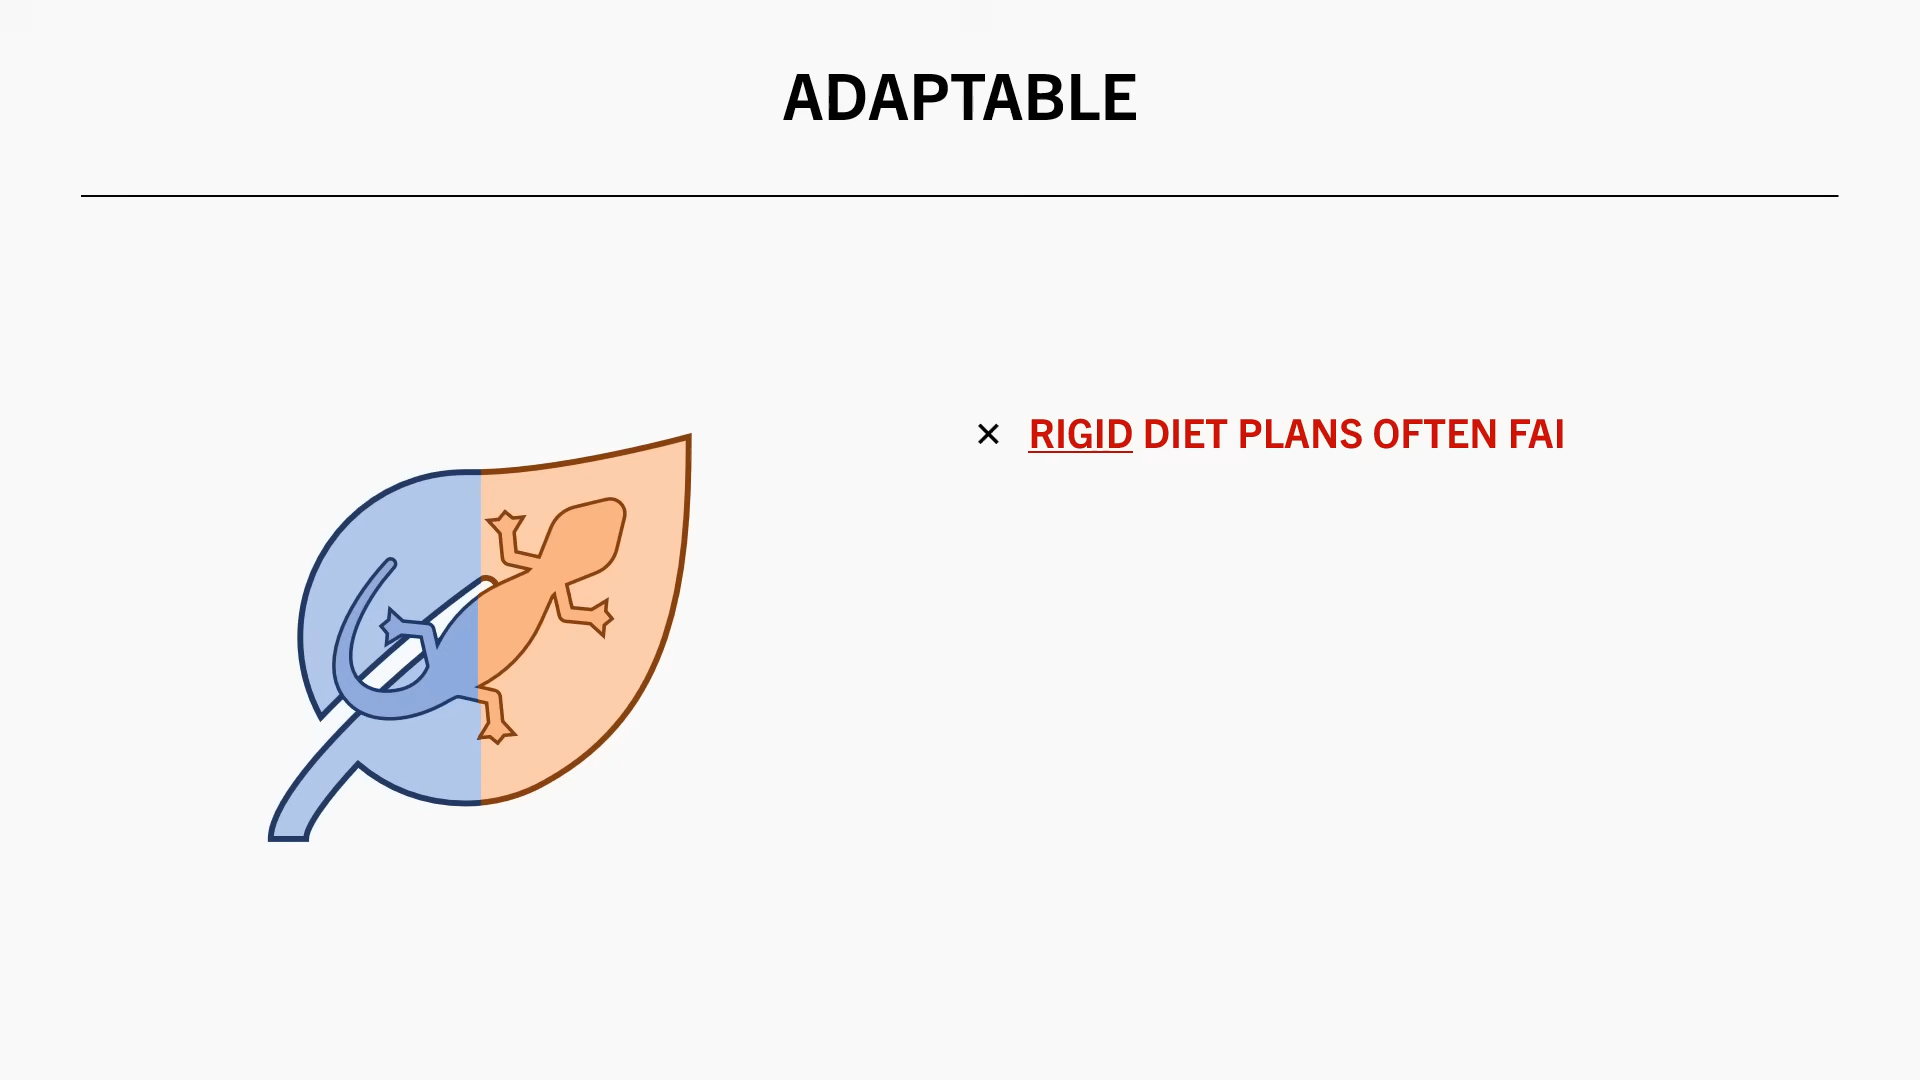 ADAPTABLE
× RIGID DIET PLANS OFTEN FAI